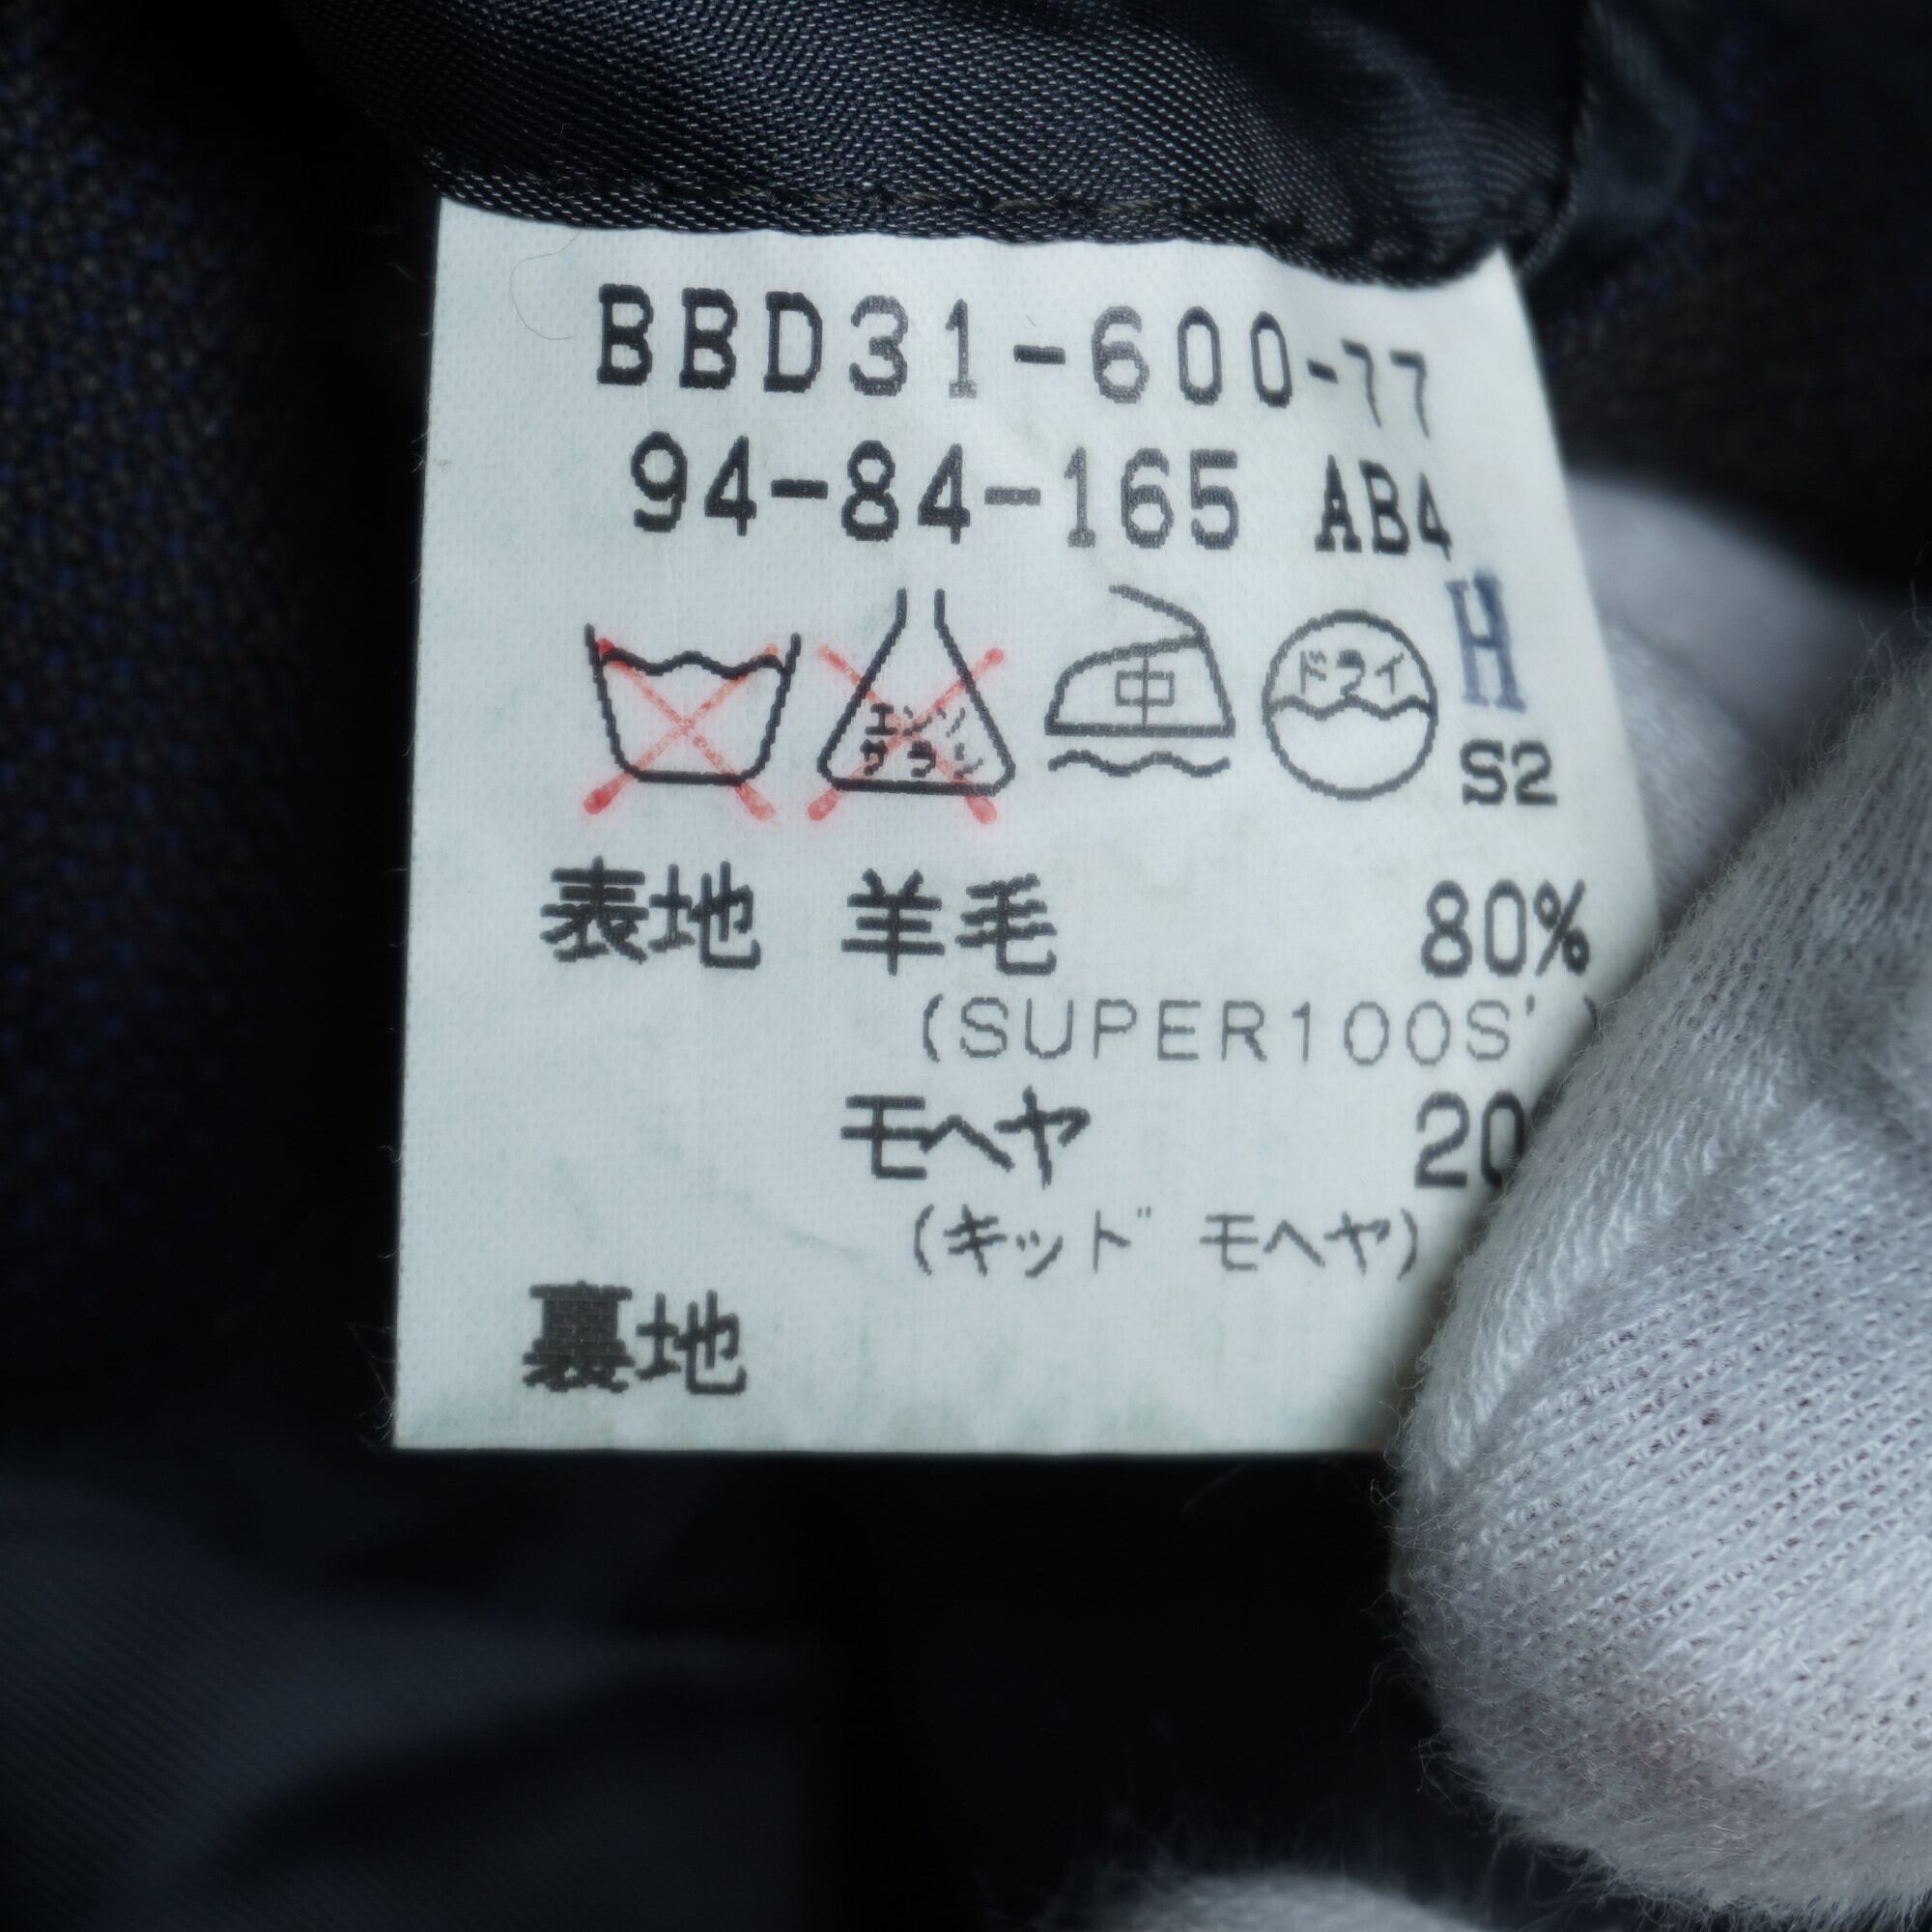 BBD31-600-77
94-84-165 AB4
エンソ サラシ 中 ドライ H
S2
表地 羊毛 80%
(SUPER100S')
モヘヤ 20
(キッド モヘヤ)
裏地